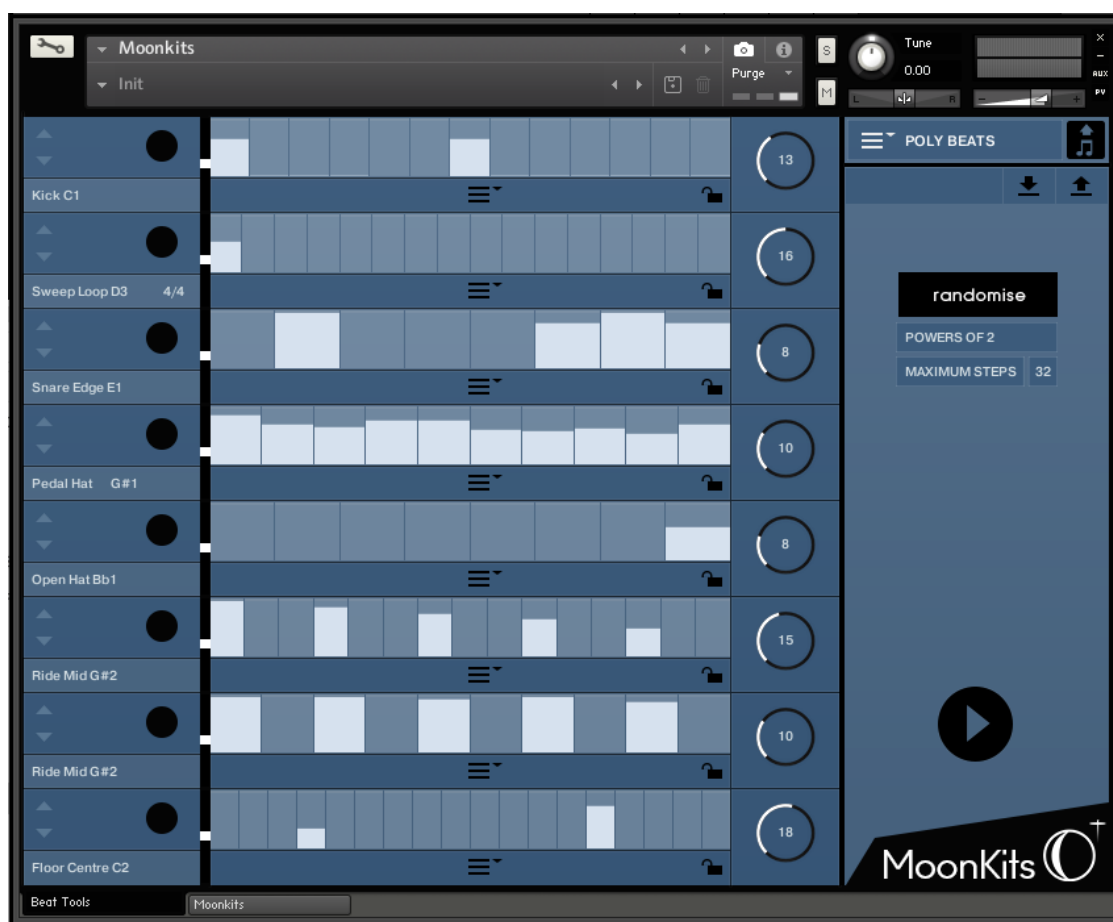 Moonkits
Init
Purge
S
M
Tune
0.00
L R
- +
×
-
AUX
PV
Kick C1
13
Sweep Loop D3 4/4
16
Snare Edge E1
8
Pedal Hat G#1
10
Open Hat Bb1
8
Ride Mid G#2
15
Ride Mid G#2
10
Floor Centre C2
18
POLY BEATS
randomise
POWERS OF 2
MAXIMUM STEPS 32
MoonKits
Beat Tools
Moonkits